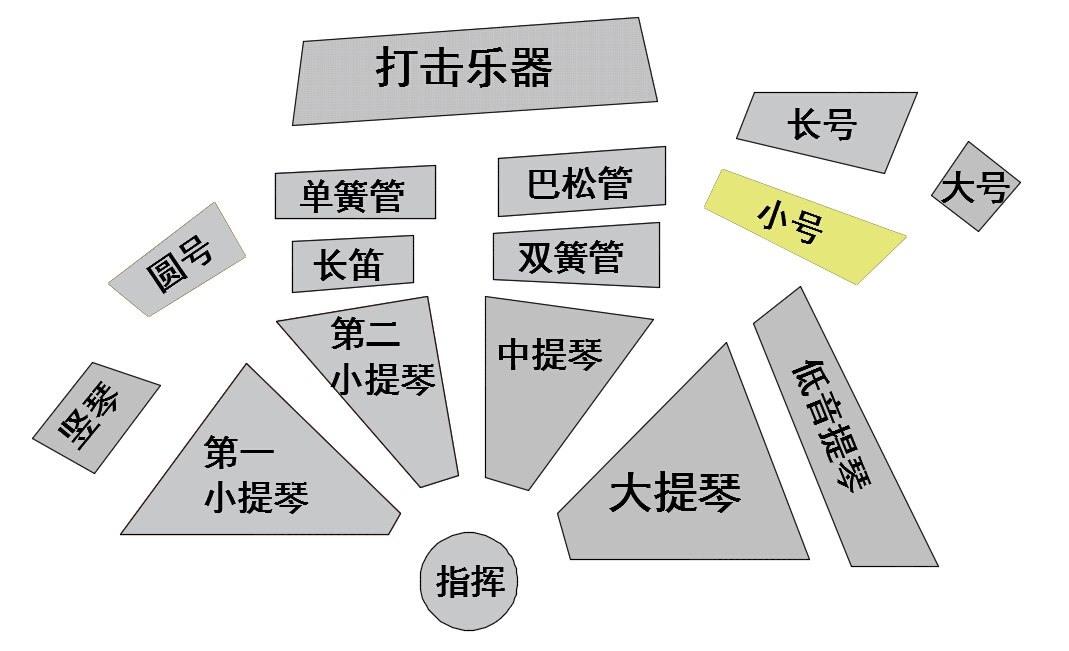 打击乐器
长号
单簧管
巴松管
大号
小号
圆号
长笛
双簧管
第二
小提琴
中提琴
竖琴
第一
小提琴
大提琴
低音提琴
指挥